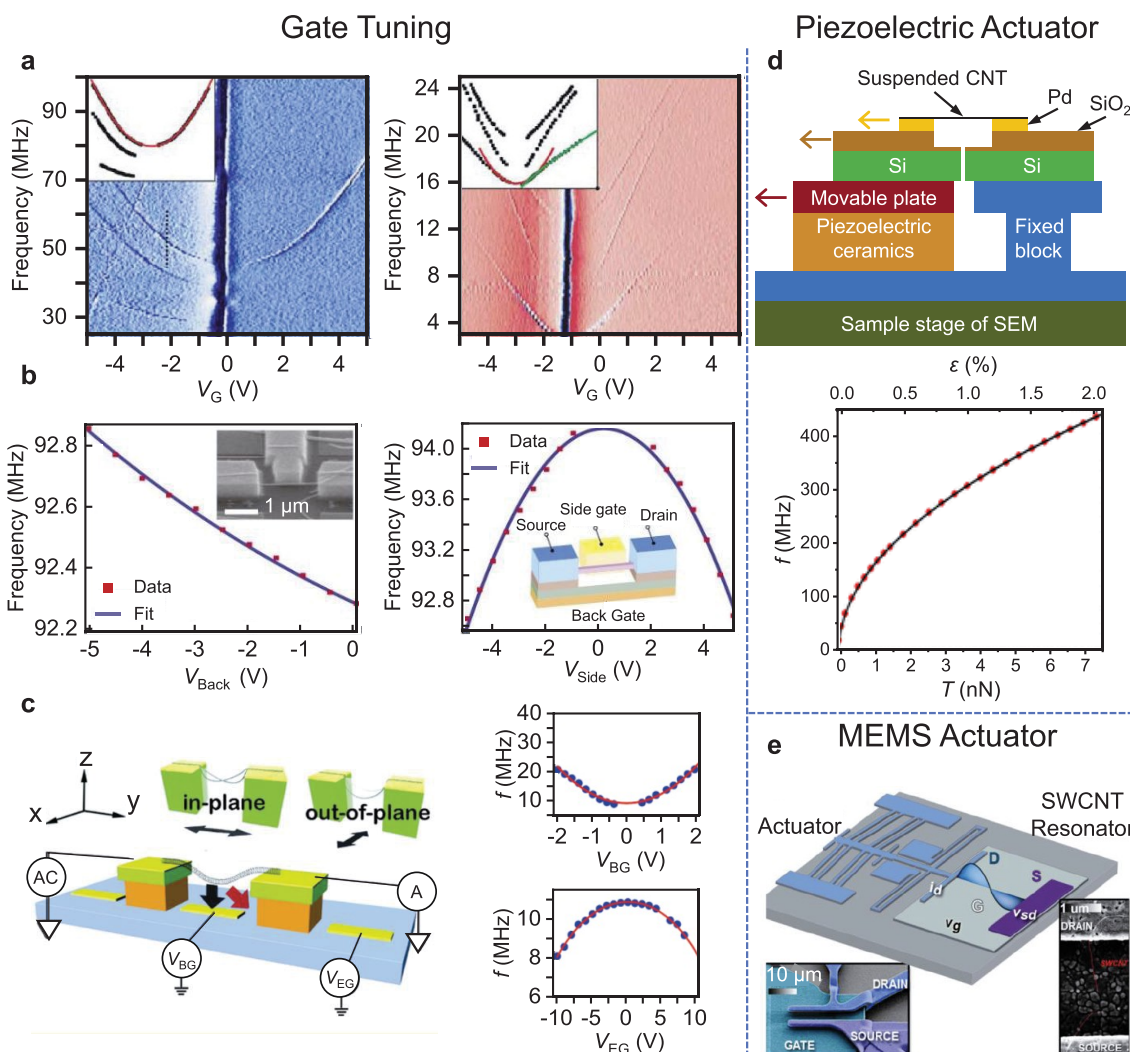 Gate Tuning
a
Frequency (MHz)
90
70
50
30
-4 -2 0 2 4
V_G (V)
Frequency (MHz)
24
20
16
12
8
4
-4 -2 0 2 4
V_G (V)
b
Frequency (MHz)
92.8
92.6
92.4
92.2
1 µm
Data
Fit
-5 -4 -3 -2 -1 0
V_Back (V)
Frequency (MHz)
94.0
93.6
93.2
92.8
Data
Fit
Side gate
Source
Drain
Back Gate
-4 -2 0 2 4
V_Side (V)
c
z
x
y
in-plane
out-of-plane
AC
A
V_BG
V_EG
f (MHz)
40
30
20
10
0
-2 -1 0 1 2
V_BG (V)
f (MHz)
10
8
6
-10 -5 0 5 10
V_EG (V)
Piezoelectric Actuator
d
Suspended CNT
Pd
SiO₂
Si
Si
Movable plate
Piezoelectric
ceramics
Fixed
block
Sample stage of SEM
ε (%)
0.0 0.5 1.0 1.5 2.0
f (MHz)
400
300
200
100
0
0 1 2 3 4 5 6 7
T (nN)
e
MEMS Actuator
Actuator
SWCNT
Resonator
D
S
i_d
G
v_sd
v_g
10 µm
DRAIN
SOURCE
GATE
1 um
DRAIN
SWCNT
SOURCE